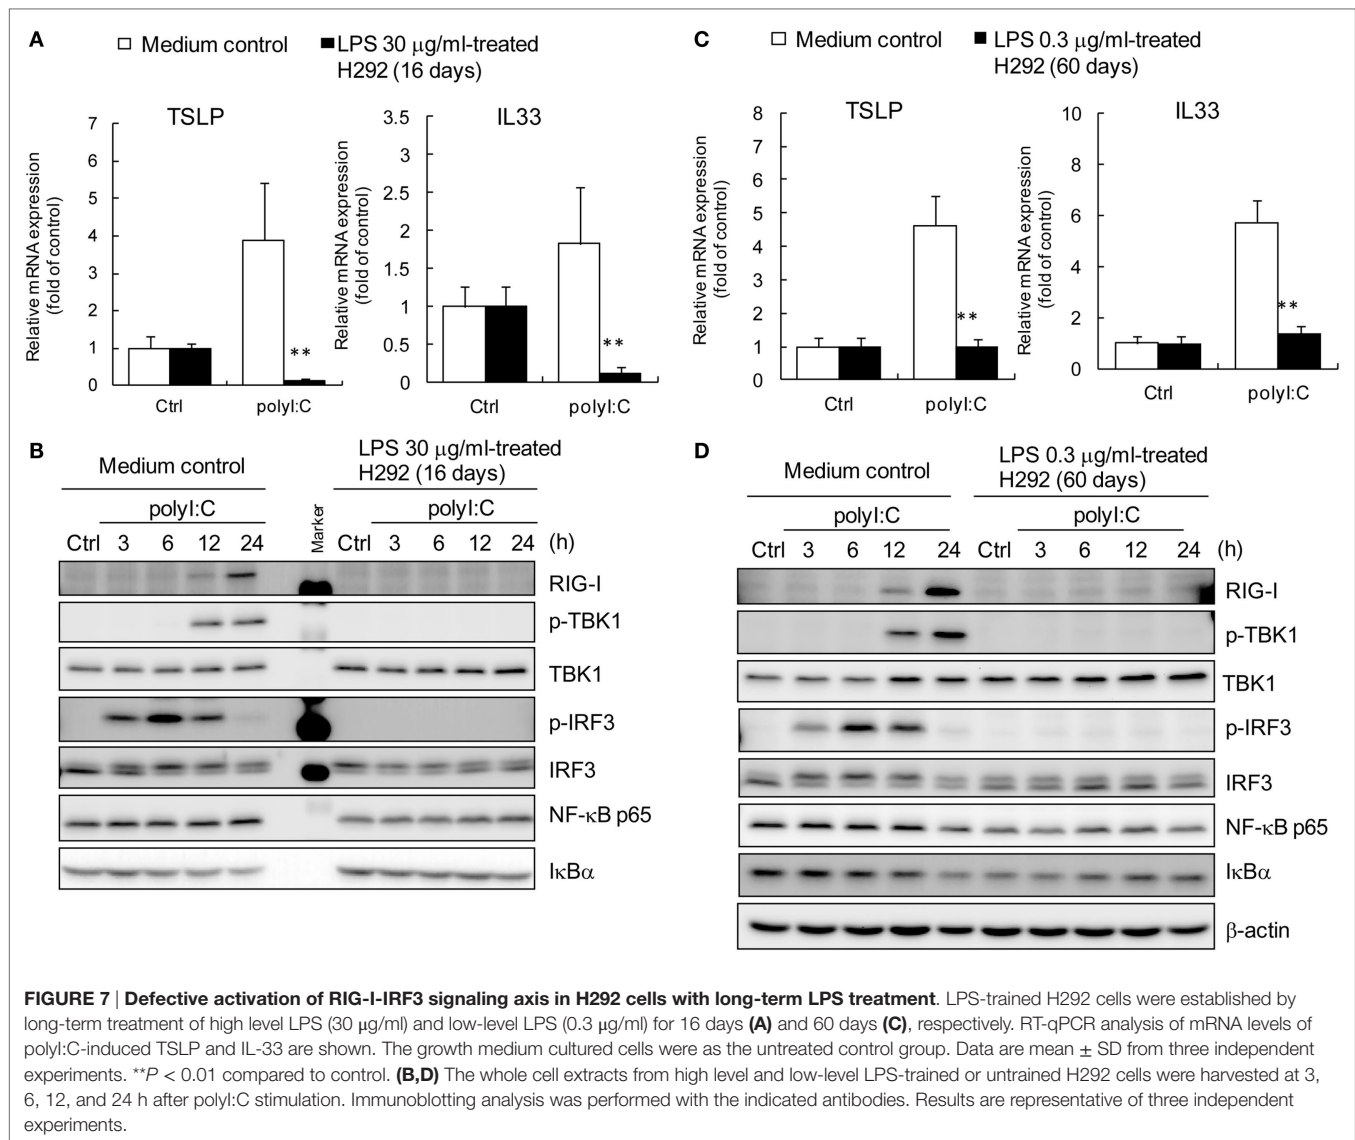 A
Medium control
LPS 30 μg/ml-treated
H292 (16 days)
TSLP
Relative mRNA expression
(fold of control)
7
6
5
4
3
2
1
0
**
Ctrl
polyI:C
IL33
Relative mRNA expression
(fold of control)
3.5
3
2.5
2
1.5
1
0.5
0
**
Ctrl
polyI:C
C
Medium control
LPS 0.3 μg/ml-treated
H292 (60 days)
TSLP
Relative mRNA expression
(fold of control)
8
7
6
5
4
3
2
1
0
**
Ctrl
polyI:C
IL33
Relative mRNA expression
(fold of control)
10
8
6
4
2
0
**
Ctrl
polyI:C
B
Medium control
LPS 30 μg/ml-treated
H292 (16 days)
polyI:C
Marker
polyI:C
Ctrl 3 6 12 24 Ctrl 3 6 12 24 (h)
RIG-I
p-TBK1
TBK1
p-IRF3
IRF3
NF-κB p65
IκBα
D
Medium control
LPS 0.3 μg/ml-treated
H292 (60 days)
polyI:C polyI:C
Ctrl 3 6 12 24 Ctrl 3 6 12 24 (h)
RIG-I
p-TBK1
TBK1
p-IRF3
IRF3
NF-κB p65
IκBα
β-actin
FIGURE 7 | Defective activation of RIG-I-IRF3 signaling axis in H292 cells with long-term LPS treatment. LPS-trained H292 cells were established by
long-term treatment of high level LPS (30 μg/ml) and low-level LPS (0.3 μg/ml) for 16 days (A) and 60 days (C), respectively. RT-qPCR analysis of mRNA levels of
polyI:C-induced TSLP and IL-33 are shown. The growth medium cultured cells were as the untreated control group. Data are mean ± SD from three independent
experiments. **P < 0.01 compared to control. (B,D) The whole cell extracts from high level and low-level LPS-trained or untrained H292 cells were harvested at 3,
6, 12, and 24 h after polyI:C stimulation. Immunoblotting analysis was performed with the indicated antibodies. Results are representative of three independent
experiments.